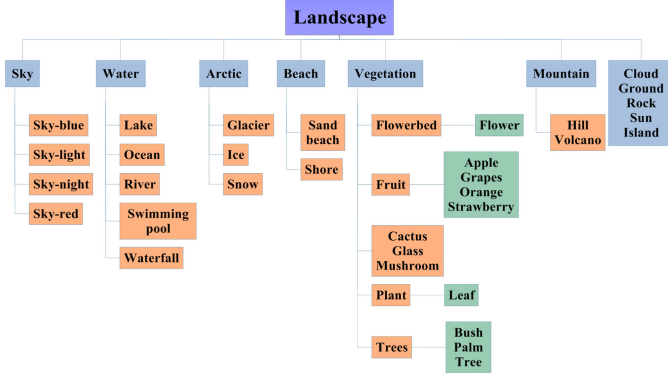 Landscape
Sky
Water
Arctic
Beach
Vegetation
Mountain
Cloud
Ground
Rock
Sun
Island
Sky-blue
Sky-light
Sky-night
Sky-red
Lake
Ocean
River
Swimming
pool
Waterfall
Glacier
Ice
Snow
Sand
beach
Shore
Flowerbed
Flower
Fruit
Apple
Grapes
Orange
Strawberry
Cactus
Glass
Mushroom
Plant
Leaf
Trees
Bush
Palm
Tree
Hill
Volcano